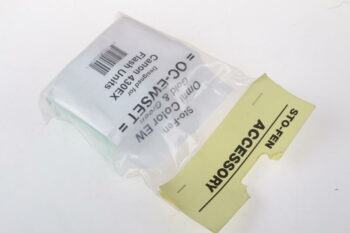 STO-FEN
ACCESSORY
Sto-Fen
Omni Color EW
Gold & Green
= OC-EWSET =
Designed for
Canon 430EX
Flash Units